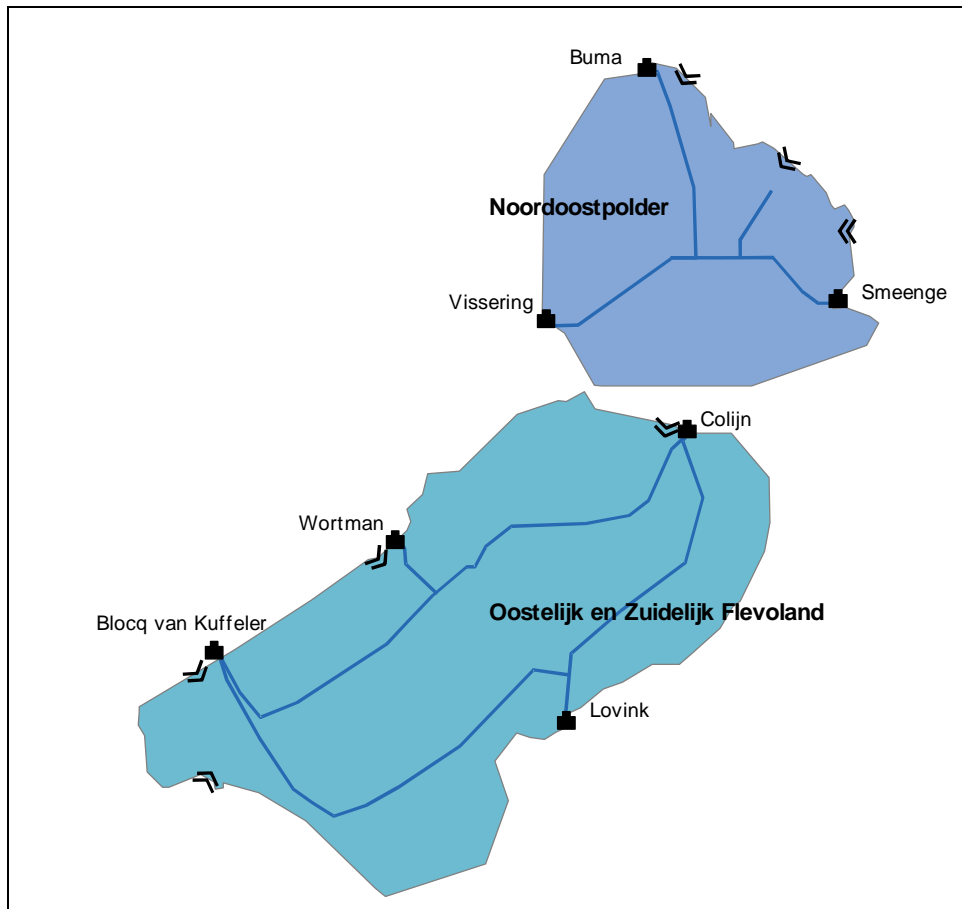 Buma
Noordoostpolder
Smeenge
Vissering
Colijn
Wortman
Oostelijk en Zuidelijk Flevoland
Blocq van Kuffeler
Lovink